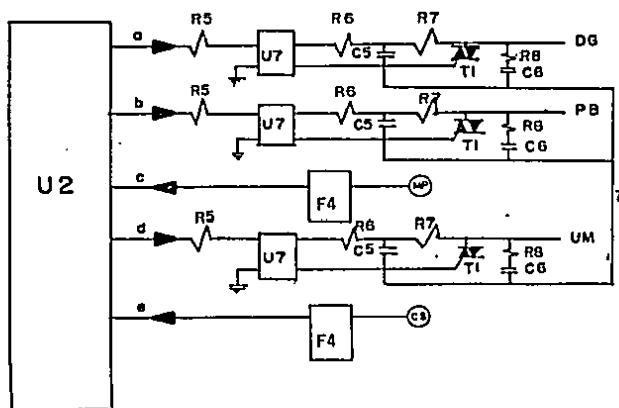 a R5 U7 R6 C5 R7 T1 R8 C6 DG
b R5 U7 R6 C5 R7 T1 R8 C6 PB
U2
c F4 MP
d R5 U7 R6 C5 R7 T1 R8 C6 UM
e F4 CS